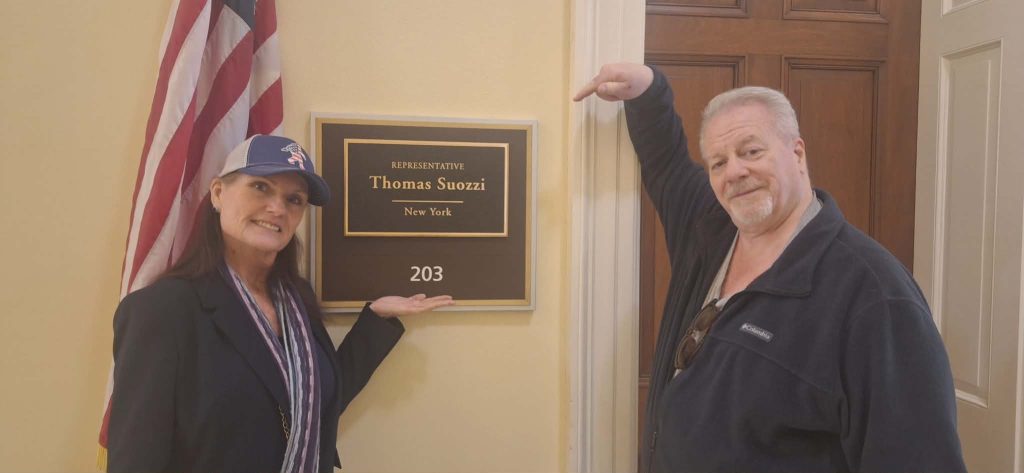 REPRESENTATIVE
Thomas Suozzi
New York
203
Columbia